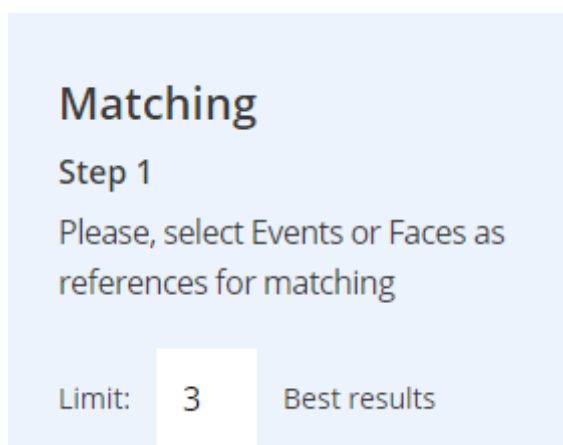 Matching
Step 1
Please, select Events or Faces as
references for matching
Limit: 3 Best results